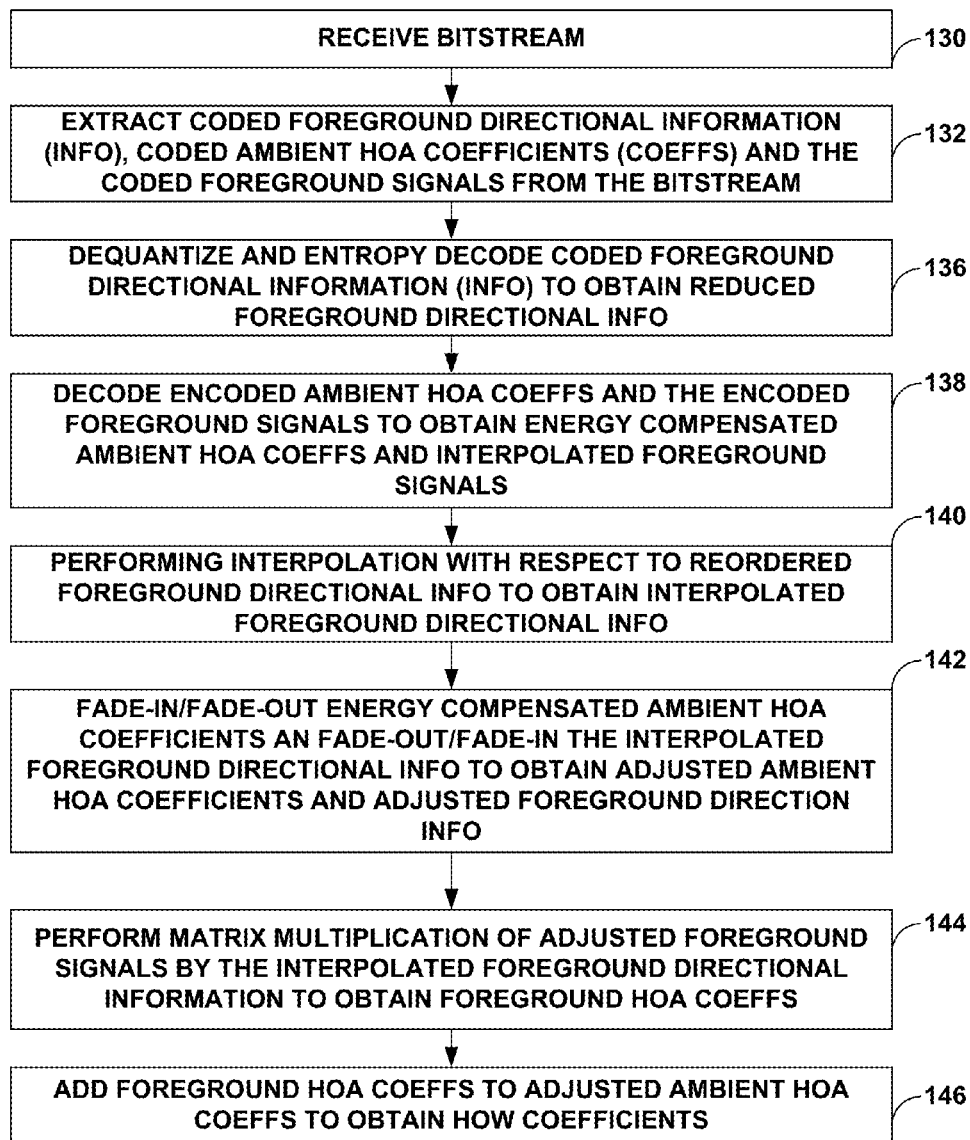 RECEIVE BITSTREAM
130
EXTRACT CODED FOREGROUND DIRECTIONAL INFORMATION
(INFO), CODED AMBIENT HOA COEFFICIENTS (COEFFS) AND THE
CODED FOREGROUND SIGNALS FROM THE BITSTREAM
132
DEQUANTIZE AND ENTROPY DECODE CODED FOREGROUND
DIRECTIONAL INFORMATION (INFO) TO OBTAIN REDUCED
FOREGROUND DIRECTIONAL INFO
136
DECODE ENCODED AMBIENT HOA COEFFS AND THE ENCODED
FOREGROUND SIGNALS TO OBTAIN ENERGY COMPENSATED
AMBIENT HOA COEFFS AND INTERPOLATED FOREGROUND
SIGNALS
138
PERFORMING INTERPOLATION WITH RESPECT TO REORDERED
FOREGROUND DIRECTIONAL INFO TO OBTAIN INTERPOLATED
FOREGROUND DIRECTIONAL INFO
140
FADE-IN/FADE-OUT ENERGY COMPENSATED AMBIENT HOA
COEFFICIENTS AN FADE-OUT/FADE-IN THE INTERPOLATED
FOREGROUND DIRECTIONAL INFO TO OBTAIN ADJUSTED AMBIENT
HOA COEFFICIENTS AND ADJUSTED FOREGROUND DIRECTION
INFO
142
PERFORM MATRIX MULTIPLICATION OF ADJUSTED FOREGROUND
SIGNALS BY THE INTERPOLATED FOREGROUND DIRECTIONAL
INFORMATION TO OBTAIN FOREGROUND HOA COEFFS
144
ADD FOREGROUND HOA COEFFS TO ADJUSTED AMBIENT HOA
COEFFS TO OBTAIN HOW COEFFICIENTS
146